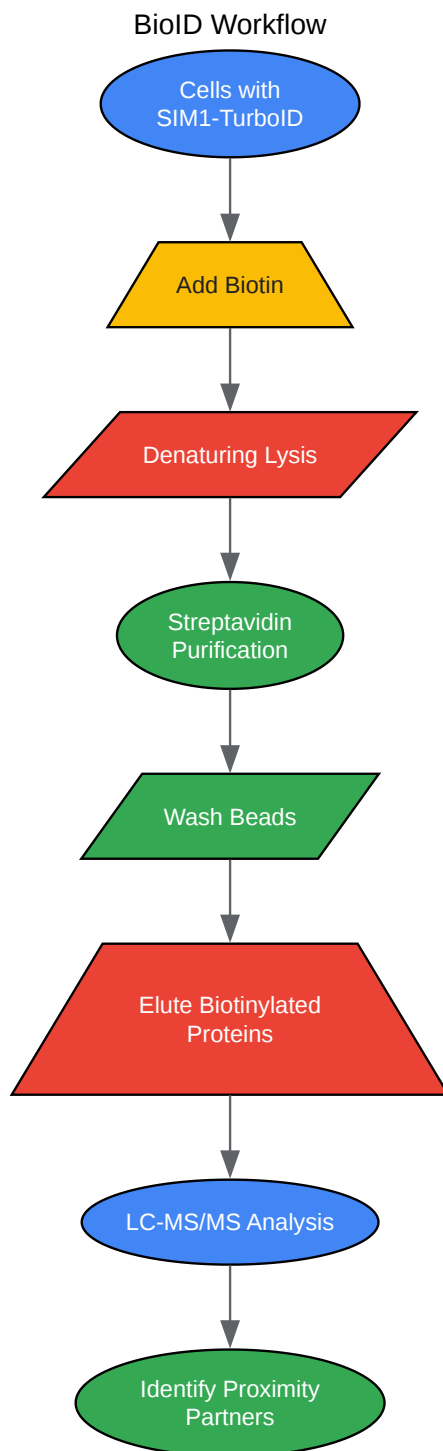 BioID Workflow
Cells with
SIM1-TurboID
Add Biotin
Denaturing Lysis
Streptavidin
Purification
Wash Beads
Elute Biotinylated
Proteins
LC-MS/MS Analysis
Identify Proximity
Partners